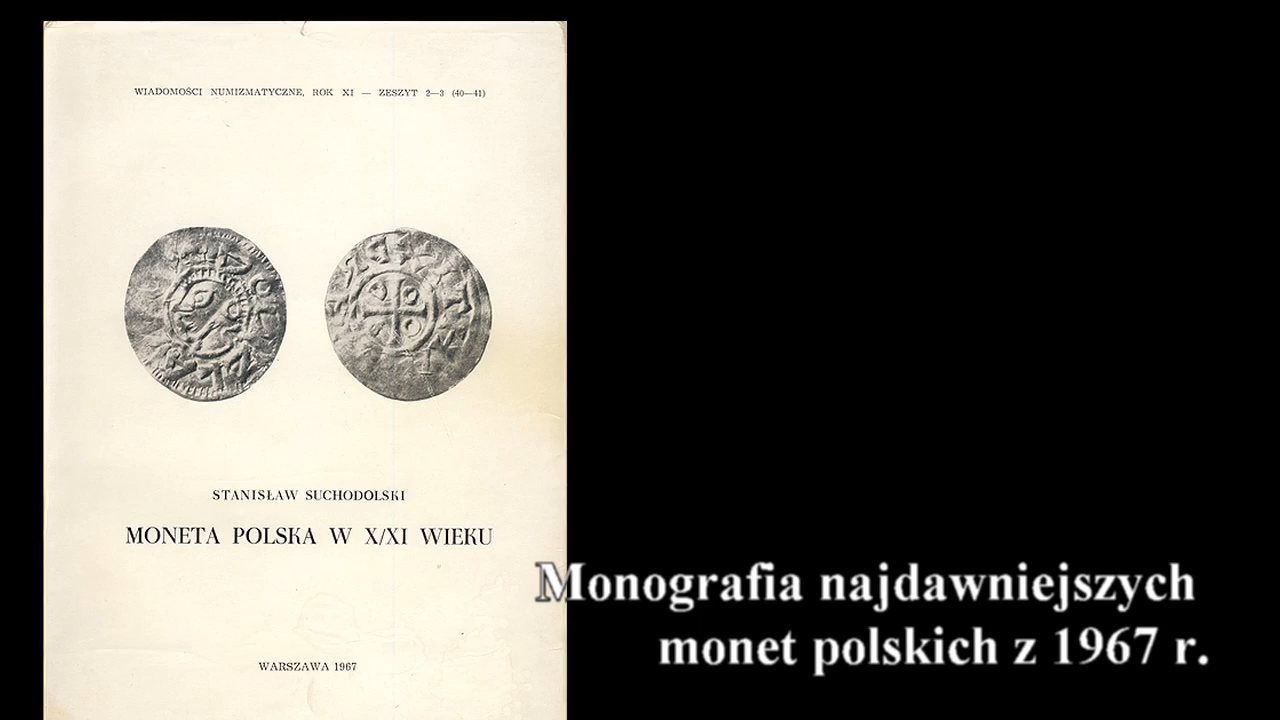 WIADOMOŚCI NUMIZMATYCZNE, ROK XI — ZESZYT 2—3 (40—41)
STANISŁAW SUCHODOLSKI
MONETA POLSKA W X/XI WIEKU
WARSZAWA 1967
Monografia najdawniejszych
monet polskich z 1967 r.